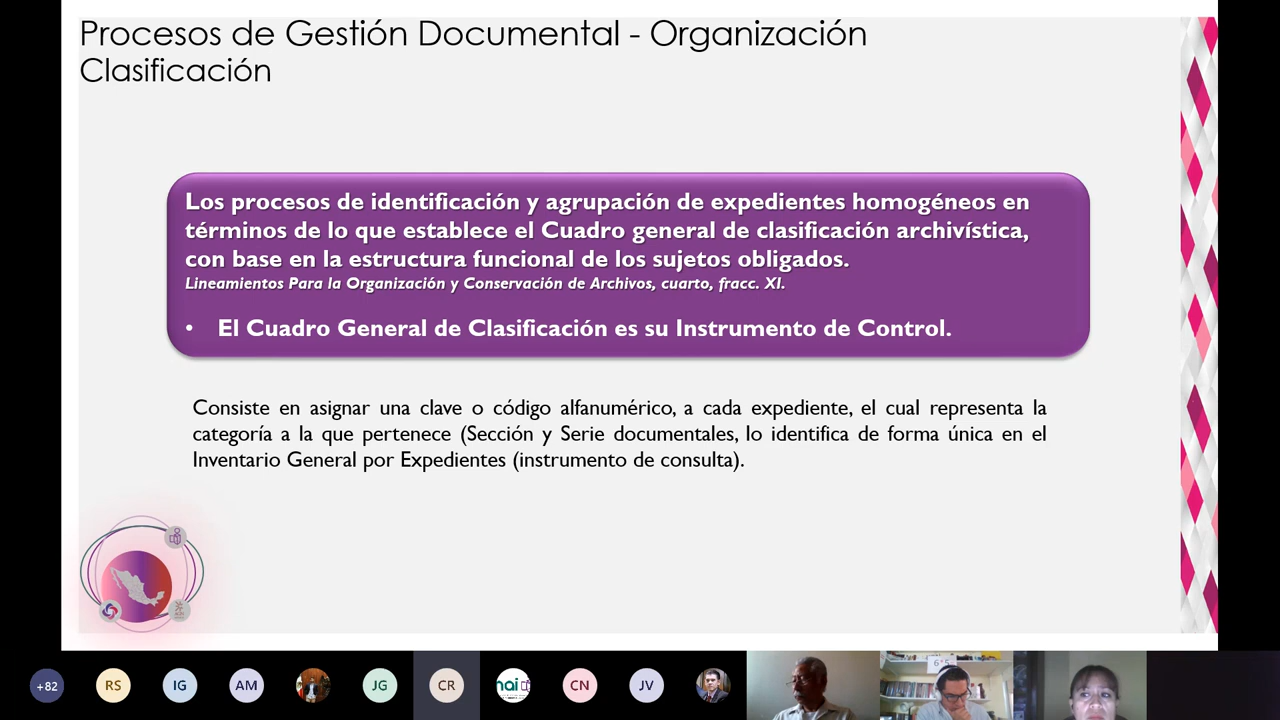 Procesos de Gestión Documental - Organización
Clasificación
Los procesos de identificación y agrupación de expedientes homogéneos en
términos de lo que establece el Cuadro general de clasificación archivística,
con base en la estructura funcional de los sujetos obligados.
Lineamientos Para la Organización y Conservación de Archivos, cuarto, fracc. XI.
• El Cuadro General de Clasificación es su Instrumento de Control.
Consiste en asignar una clave o código alfanumérico, a cada expediente, el cual representa la
categoría a la que pertenece (Sección y Serie documentales, lo identifica de forma única en el
Inventario General por Expedientes (instrumento de consulta).
+82 RS IG AM JG CR CN JV